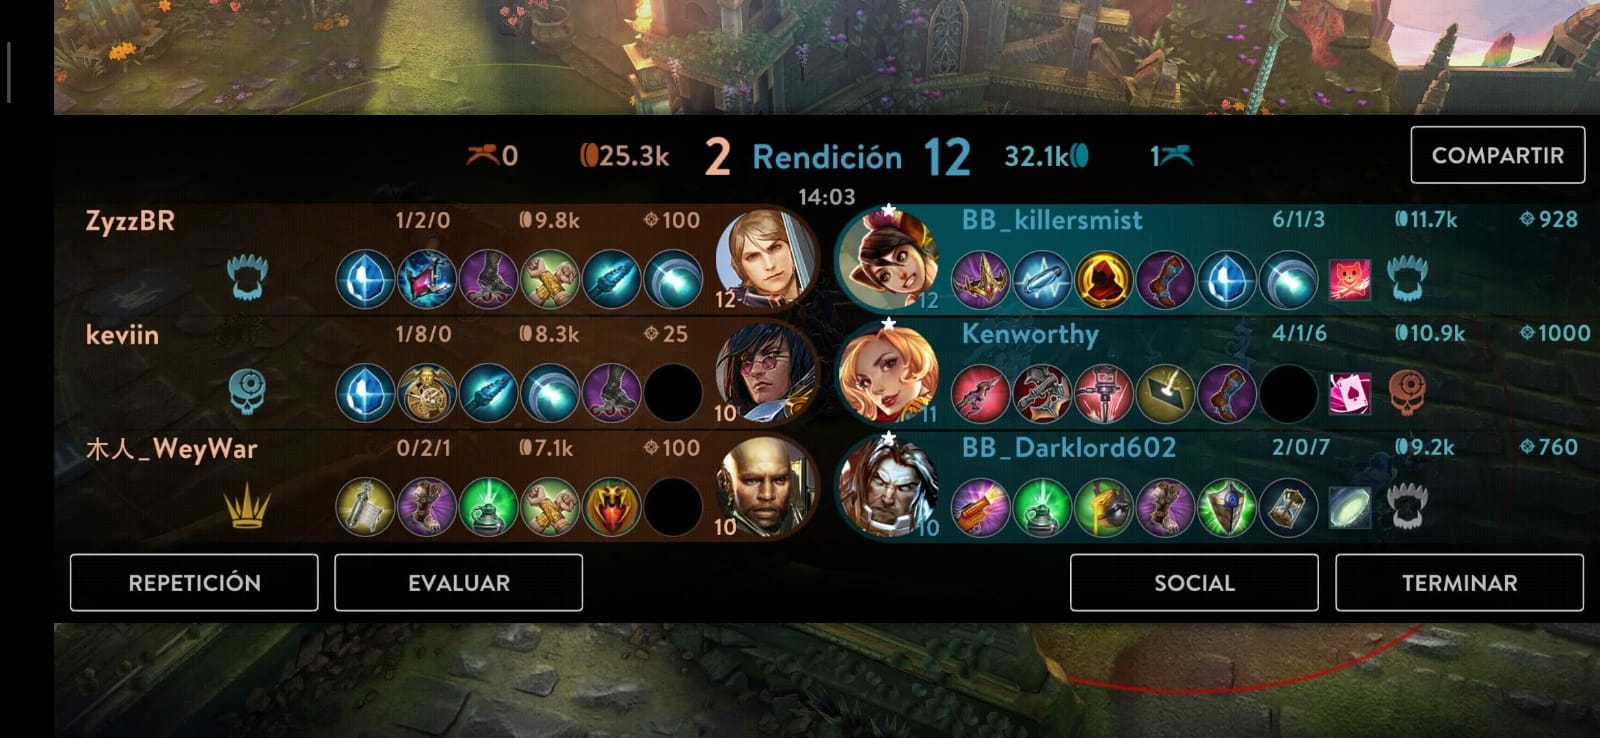 0 25.3k 2 Rendición 12 32.1k 1 COMPARTIR
14:03
ZyzzBR 1/2/0 9.8k 100 BB_killersmist 6/1/3 11.7k 928
12 12
keviin 1/8/0 8.3k 25 Kenworthy 4/1/6 10.9k 1000
10 11
木人_WeyWar 0/2/1 7.1k 100 BB_Darklord602 2/0/7 9.2k 760
10 10
REPETICIÓN EVALUAR SOCIAL TERMINAR